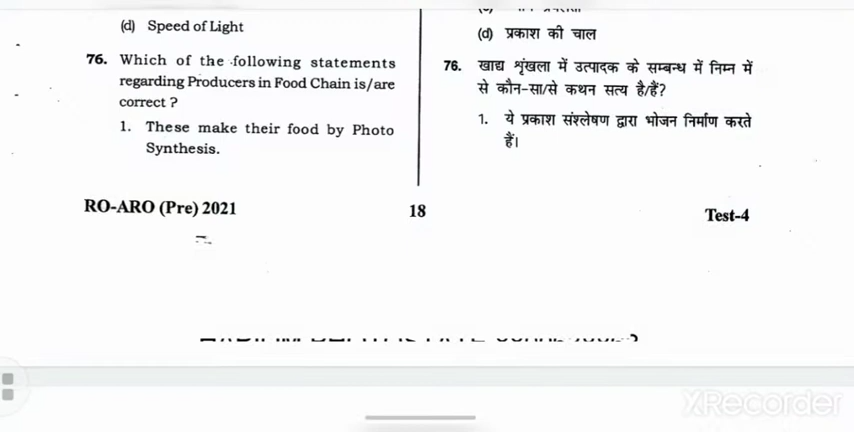 (d) Speed of Light
76. Which of the following statements
regarding Producers in Food Chain is/are
correct ?
1. These make their food by Photo
Synthesis.
(d) प्रकाश की चाल
76. खाद्य शृंखला में उत्पादक के सम्बन्ध में निम्न में
से कौन-सा/से कथन सत्य है/हैं?
1. ये प्रकाश संश्लेषण द्वारा भोजन निर्माण करते
हैं।
RO-ARO (Pre) 2021
18
Test-4
XRecorder